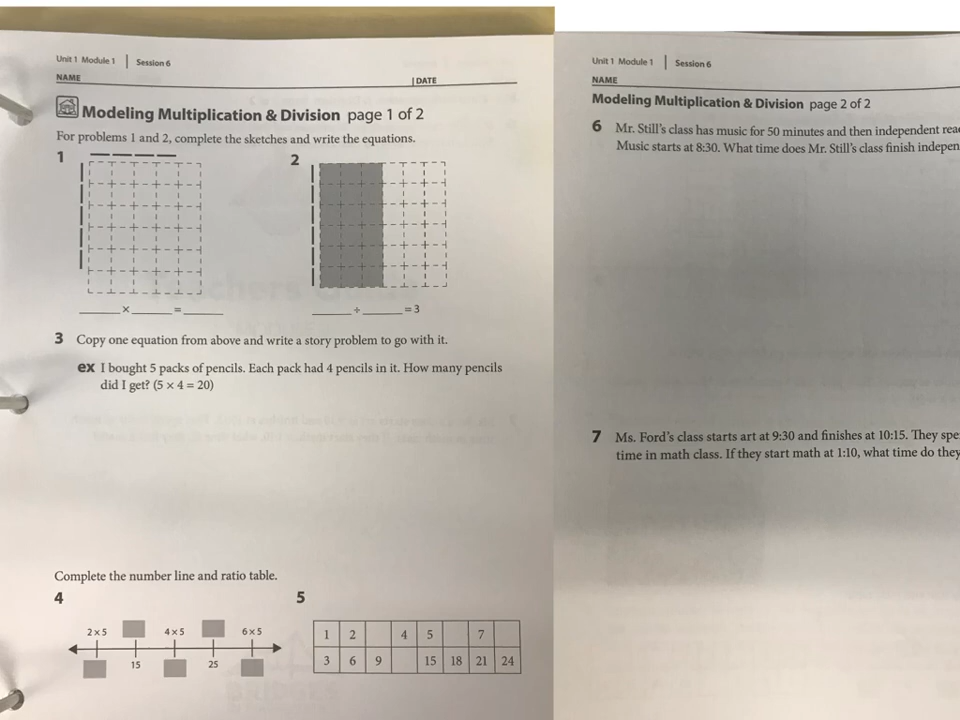 Unit 1 Module 1 | Session 6
NAME | DATE
Modeling Multiplication & Division page 1 of 2
For problems 1 and 2, complete the sketches and write the equations.
1
2
______ × ______ = ______
______ ÷ ______ = 3
3 Copy one equation from above and write a story problem to go with it.
ex I bought 5 packs of pencils. Each pack had 4 pencils in it. How many pencils
did I get? (5 × 4 = 20)
Complete the number line and ratio table.
4
2 x 5 4 x 5 6 x 5
15 25
5
1 2 4 5 7
3 6 9 15 18 21 24
Unit 1 Module 1 | Session 6
NAME
Modeling Multiplication & Division page 2 of 2
6 Mr. Still's class has music for 50 minutes and then independent
Music starts at 8:30. What time does Mr. Still's class finish
7 Ms. Ford's class starts art at 9:30 and finishes at 10:15. They
time in math class. If they start math at 1:10, what time do they